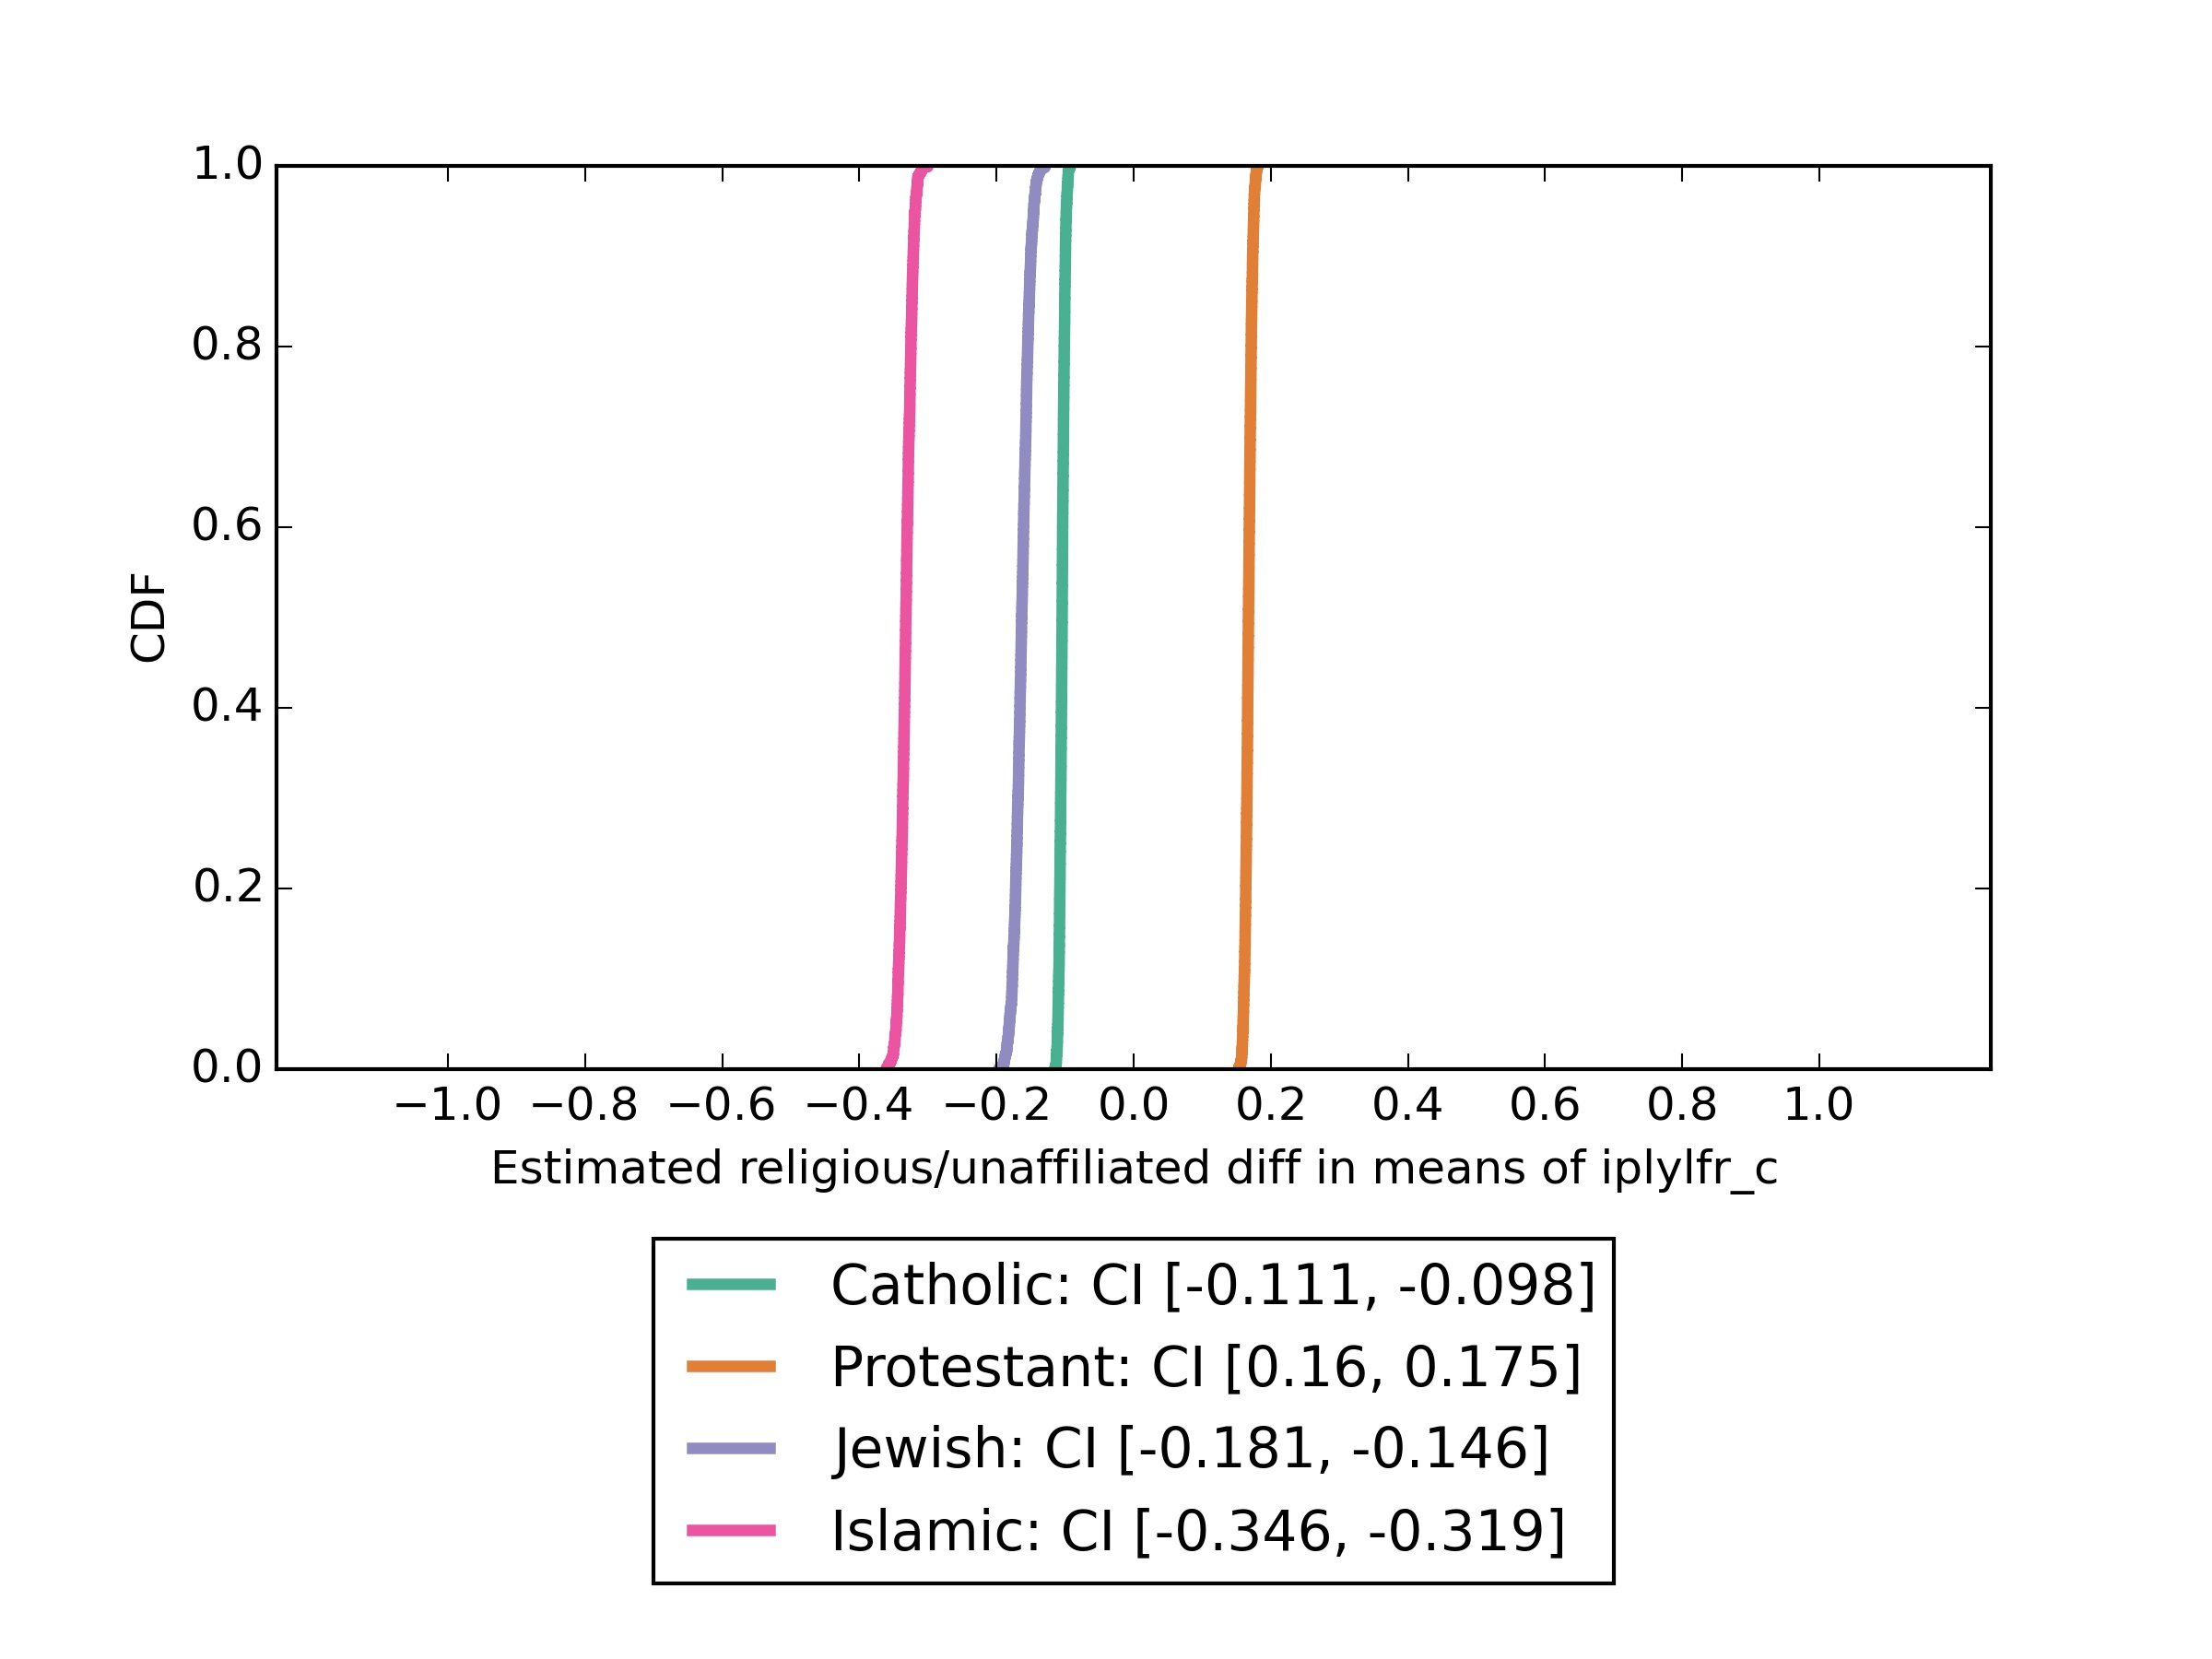 1.0
0.8
0.6
0.4
0.2
0.0
CDF
−1.0 −0.8 −0.6 −0.4 −0.2 0.0 0.2 0.4 0.6 0.8 1.0
Estimated religious/unaffiliated diff in means of iplylfr_c
Catholic: CI [-0.111, -0.098]
Protestant: CI [0.16, 0.175]
Jewish: CI [-0.181, -0.146]
Islamic: CI [-0.346, -0.319]